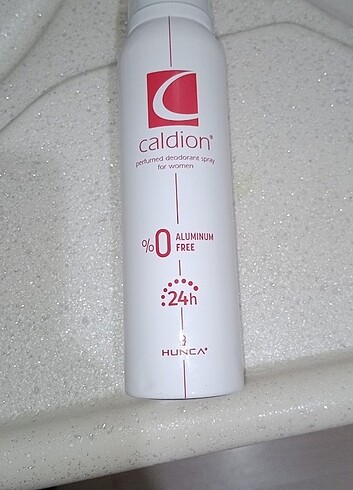 caldion®
perfumed deodorant spray
for women
%0 ALUMINUM
FREE
24h
HUNCA